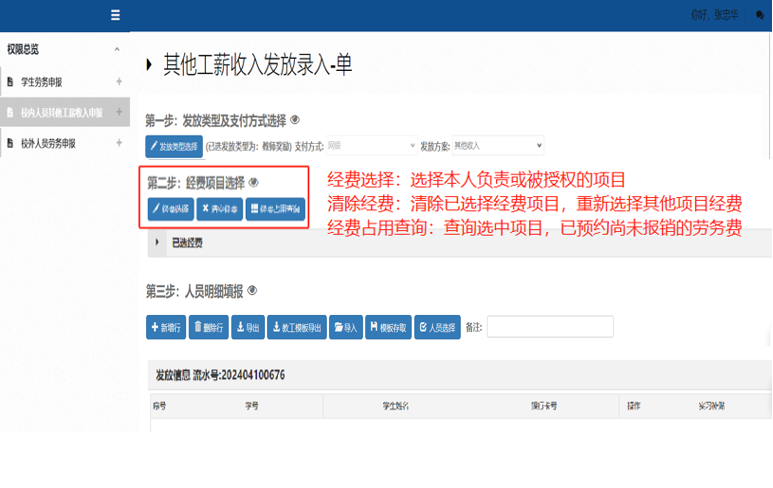 你好，张忠华
权限总览
学生劳务申报
校内人员其他工薪收入申报
校外人员劳务申报
其他工薪收入发放录入-单
第一步：发放类型及支付方式选择
发放类型选择 (已选发放类型为：教师奖励) 支付方式: 网银 发放方案: 其他收入
第二步：经费项目选择
经费选择 清除经费 经费占用查询
经费选择：选择本人负责或被授权的项目
清除经费：清除已选择经费项目，重新选择其他项目经费
经费占用查询：查询选中项目，已预约尚未报销的劳务费
已选经费
第三步：人员明细填报
新增行 删除行 导出 教工模板导出 导入 模板存取 人员选择 备注:
发放信息 流水号:202404100676
序号 学号 学生姓名 银行卡号 操作 实习补贴